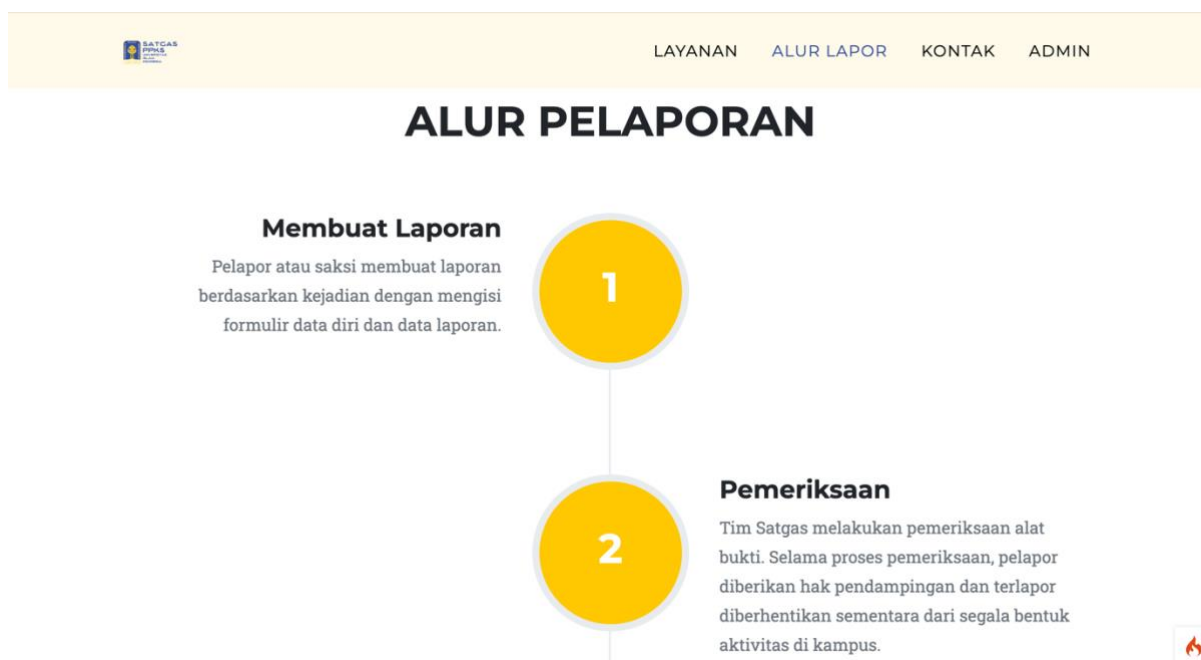 SATGAS
PPKS
LAYANAN ALUR LAPOR KONTAK ADMIN
ALUR PELAPORAN
Membuat Laporan
Pelapor atau saksi membuat laporan
berdasarkan kejadian dengan mengisi
formulir data diri dan data laporan.
1
2
Pemeriksaan
Tim Satgas melakukan pemeriksaan alat
bukti. Selama proses pemeriksaan, pelapor
diberikan hak pendampingan dan terlapor
diberhentikan sementara dari segala bentuk
aktivitas di kampus.